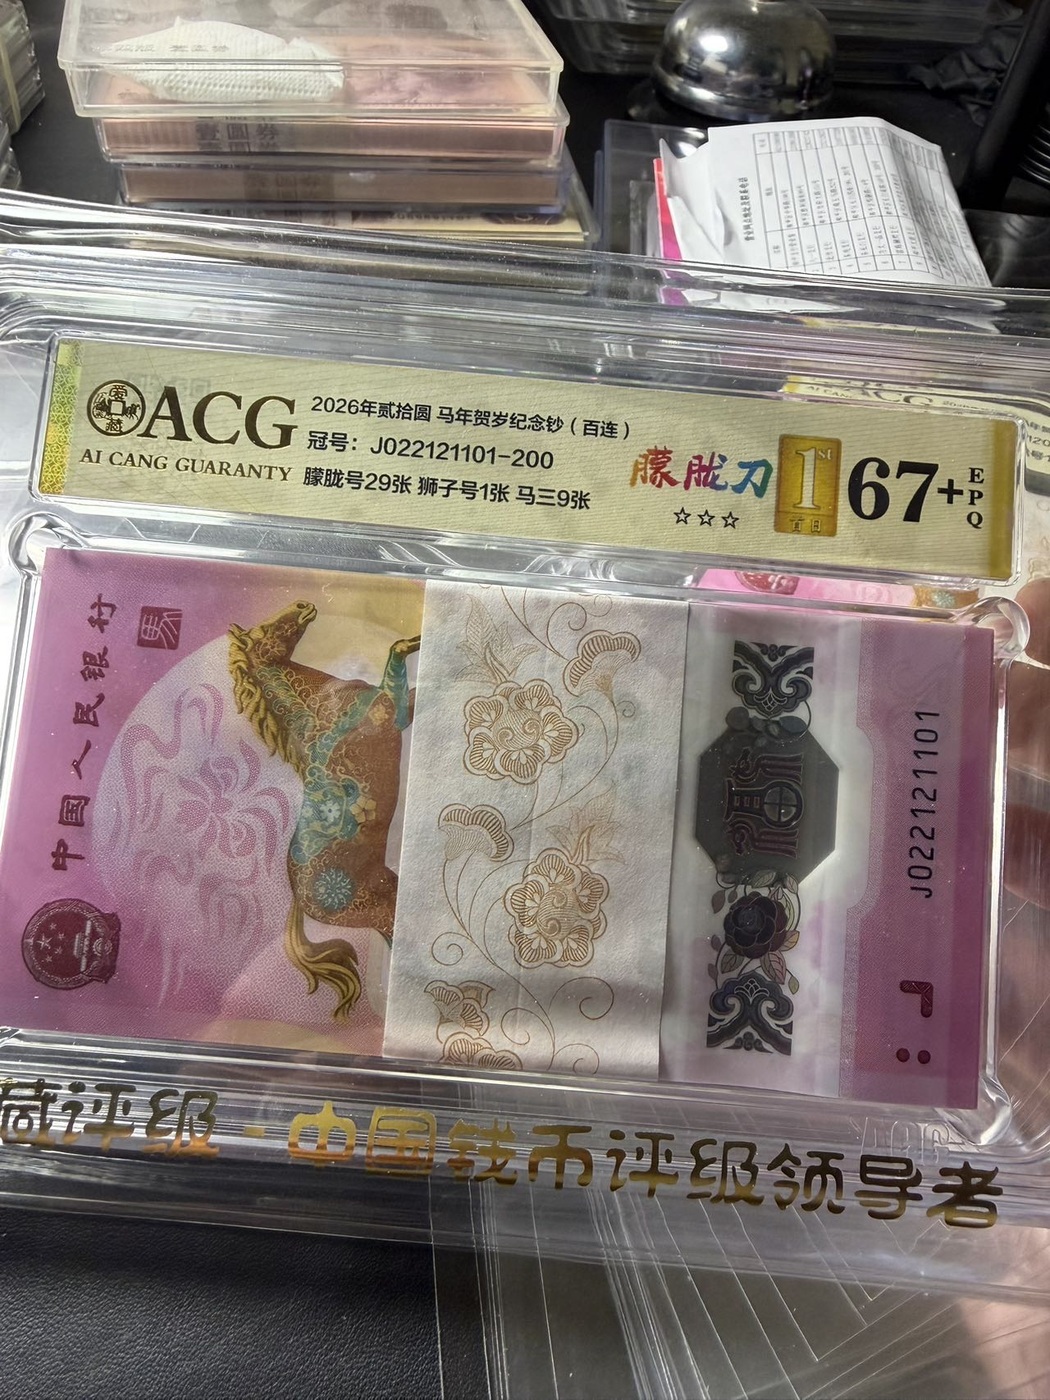 壹圆券
ACG
AI CANG GUARANTY
2026年贰拾圆 马年贺岁纪念钞（百连）
冠号：J022121101-200
朦胧号29张 狮子号1张 马三9张
朦胧刀
☆☆☆
1ST
首日
67+
EPQ
中国人民银行
J022121101
藏评级·中国钱币评级领导者